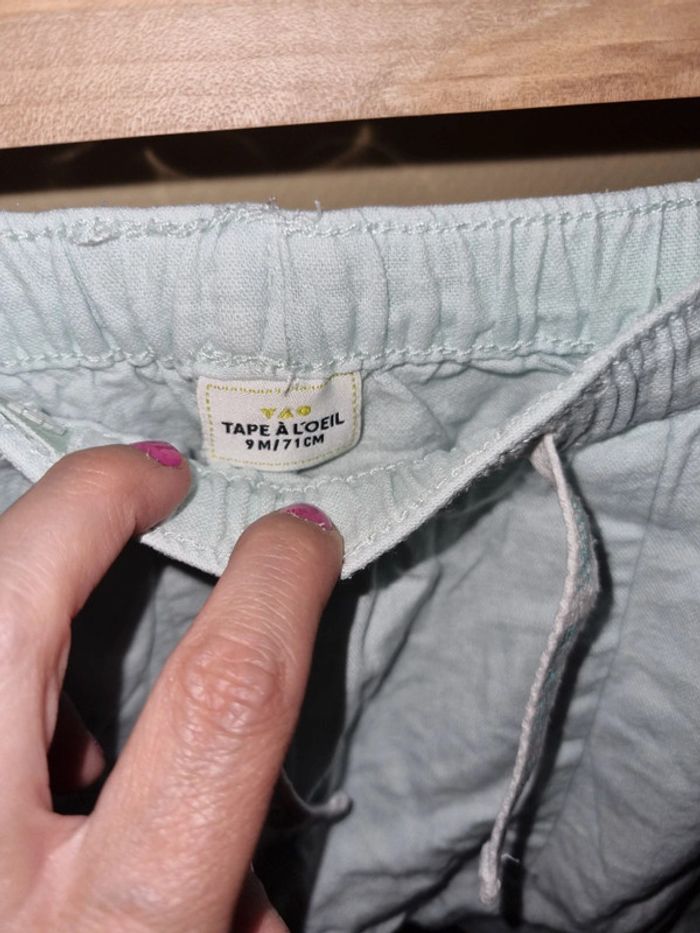 TAO
TAPE À L'OEIL
9M/71CM